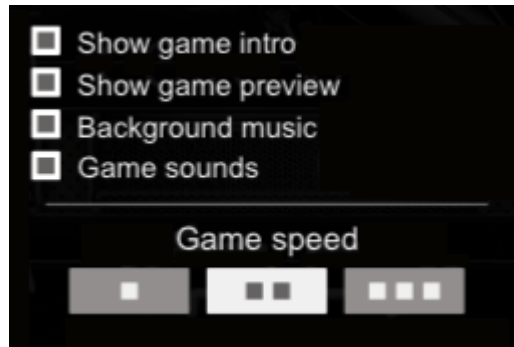 Show game intro
Show game preview
Background music
Game sounds
Game speed